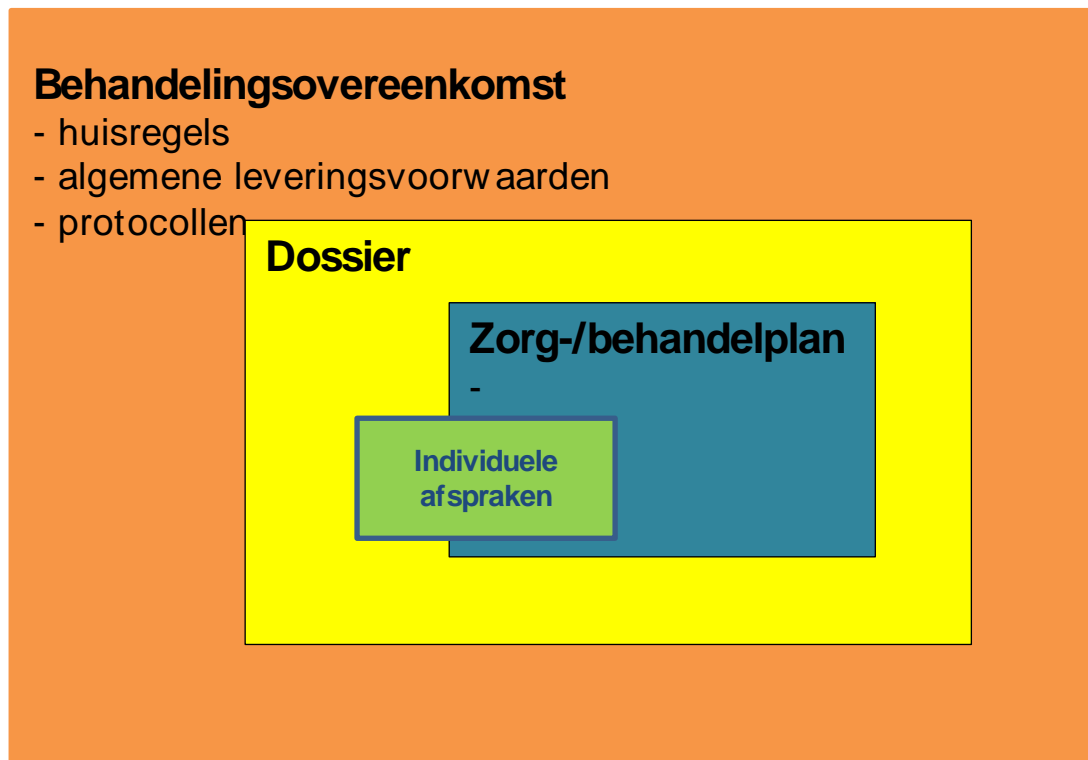 Behandelingsovereenkomst
- huisregels
- algemene leveringsvoorwaarden
- protocollen
Dossier
Zorg-/behandelplan
-
Individuele
afspraken